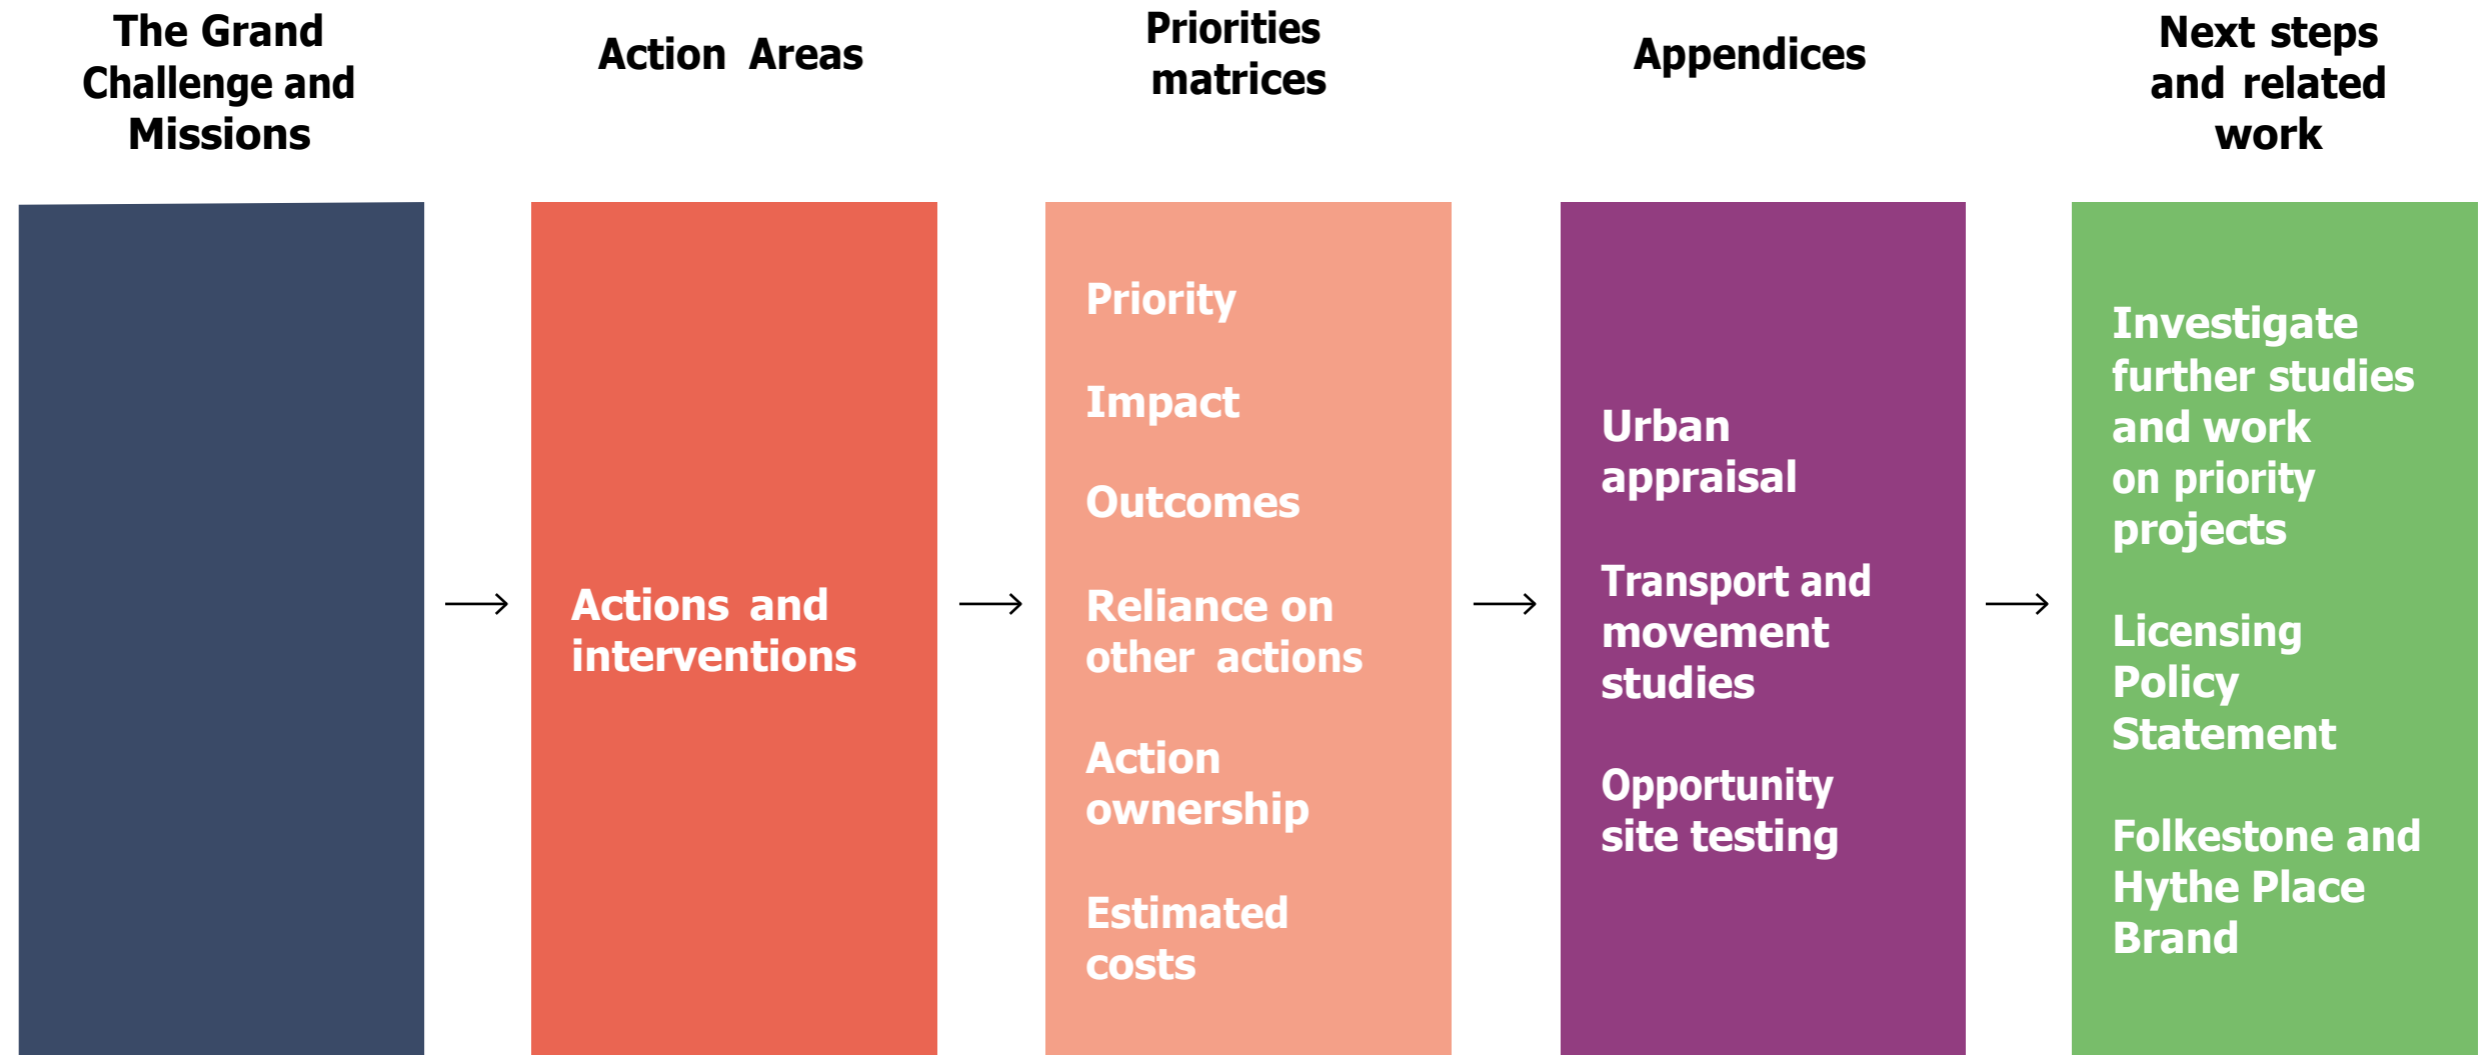 The Grand
Challenge and
Missions
Action Areas
Priorities
matrices
Appendices
Next steps
and related
work
Actions and
interventions
Priority
Impact
Outcomes
Reliance on
other actions
Action
ownership
Estimated
costs
Urban
appraisal
Transport and
movement
studies
Opportunity
site testing
Investigate
further studies
and work
on priority
projects
Licensing
Policy
Statement
Folkestone and
Hythe Place
Brand